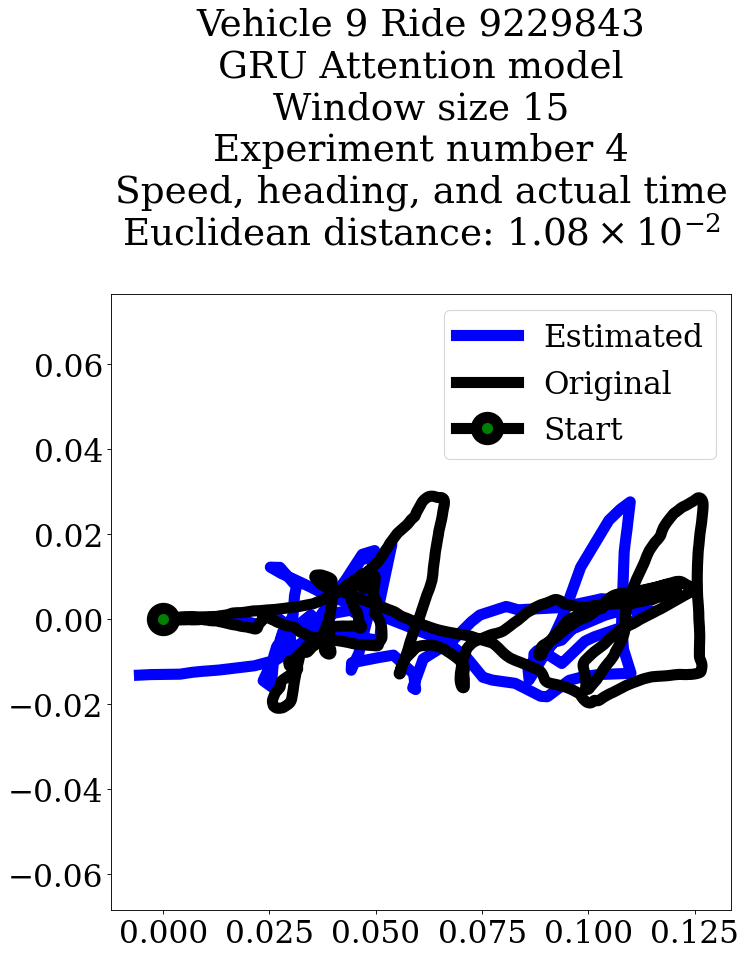 Vehicle 9 Ride 9229843
GRU Attention model
Window size 15
Experiment number 4
Speed, heading, and actual time
Euclidean distance: 1.08 × 10⁻²
Estimated
Original
Start
0.06
0.04
0.02
0.00
−0.02
−0.04
−0.06
0.000 0.025 0.050 0.075 0.100 0.125